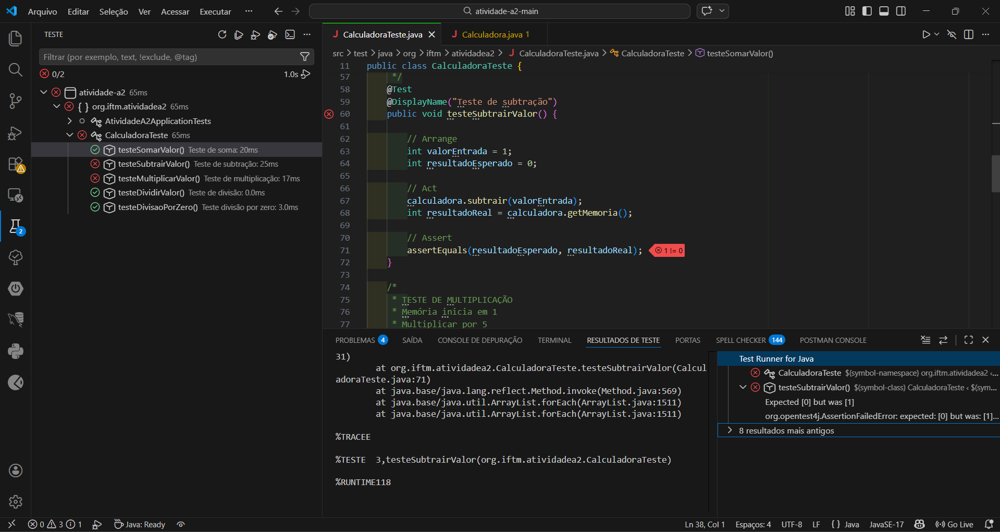 Arquivo Editar Seleção Ver Acessar Executar ··· atividade-a2-main
TESTE
Filtrar (por exemplo, text, !exclude, @tag)
0/2 1.0s
atividade-a2 65ms
{ } org.iftm.atividadea2 65ms
AtividadeA2ApplicationTests
CalculadoraTeste 65ms
testeSomarValor() Teste de soma: 20ms
testeSubtrairValor() Teste de subtração: 25ms
testeMultiplicarValor() Teste de multiplicação: 17ms
testeDividirValor() Teste de divisão: 0.0ms
testeDivisaoPorZero() Teste divisão por zero: 3.0ms
2
J CalculadoraTeste.java J Calculadora.java 1
src > test > java > org > iftm > atividadea2 > J CalculadoraTeste.java > CalculadoraTeste > testeSomarValor()
11 public class CalculadoraTeste {
57 */
58 @Test
59 @DisplayName("Teste de subtração")
60 public void testeSubtrairValor() {
61
62 // Arrange
63 int valorEntrada = 1;
64 int resultadoEsperado = 0;
65
66 // Act
67 calculadora.subtrair(valorEntrada);
68 int resultadoReal = calculadora.getMemoria();
69
70 // Assert
71 assertEquals(resultadoEsperado, resultadoReal); 1 != 0
72 }
73
74 /*
75 * TESTE DE MULTIPLICAÇÃO
76 * Memória inicia em 1
77 * Multiplicar por 5
PROBLEMAS 4 SAÍDA CONSOLE DE DEPURAÇÃO TERMINAL RESULTADOS DE TESTE PORTAS SPELL CHECKER 144 POSTMAN CONSOLE
31)
at org.iftm.atividadea2.CalculadoraTeste.testeSubtrairValor(Calcul
adoraTeste.java:71)
at java.base/java.lang.reflect.Method.invoke(Method.java:569)
at java.base/java.util.ArrayList.forEach(ArrayList.java:1511)
at java.base/java.util.ArrayList.forEach(ArrayList.java:1511)
%TRACEE
%TESTE 3,testeSubtrairValor(org.iftm.atividadea2.CalculadoraTeste)
%RUNTIME118
Test Runner for Java
CalculadoraTeste $(symbol-namespace) org.iftm.atividadea2 ‹...
testeSubtrairValor() $(symbol-class) CalculadoraTeste ‹ $(sym...
Expected [0] but was [1]
org.opentest4j.AssertionFailedError: expected: [0] but was: [1]...
8 resultados mais antigos
0 3 1 Java: Ready Ln 38, Col 1 Espaços: 4 UTF-8 LF { } Java JavaSE-17 Go Live